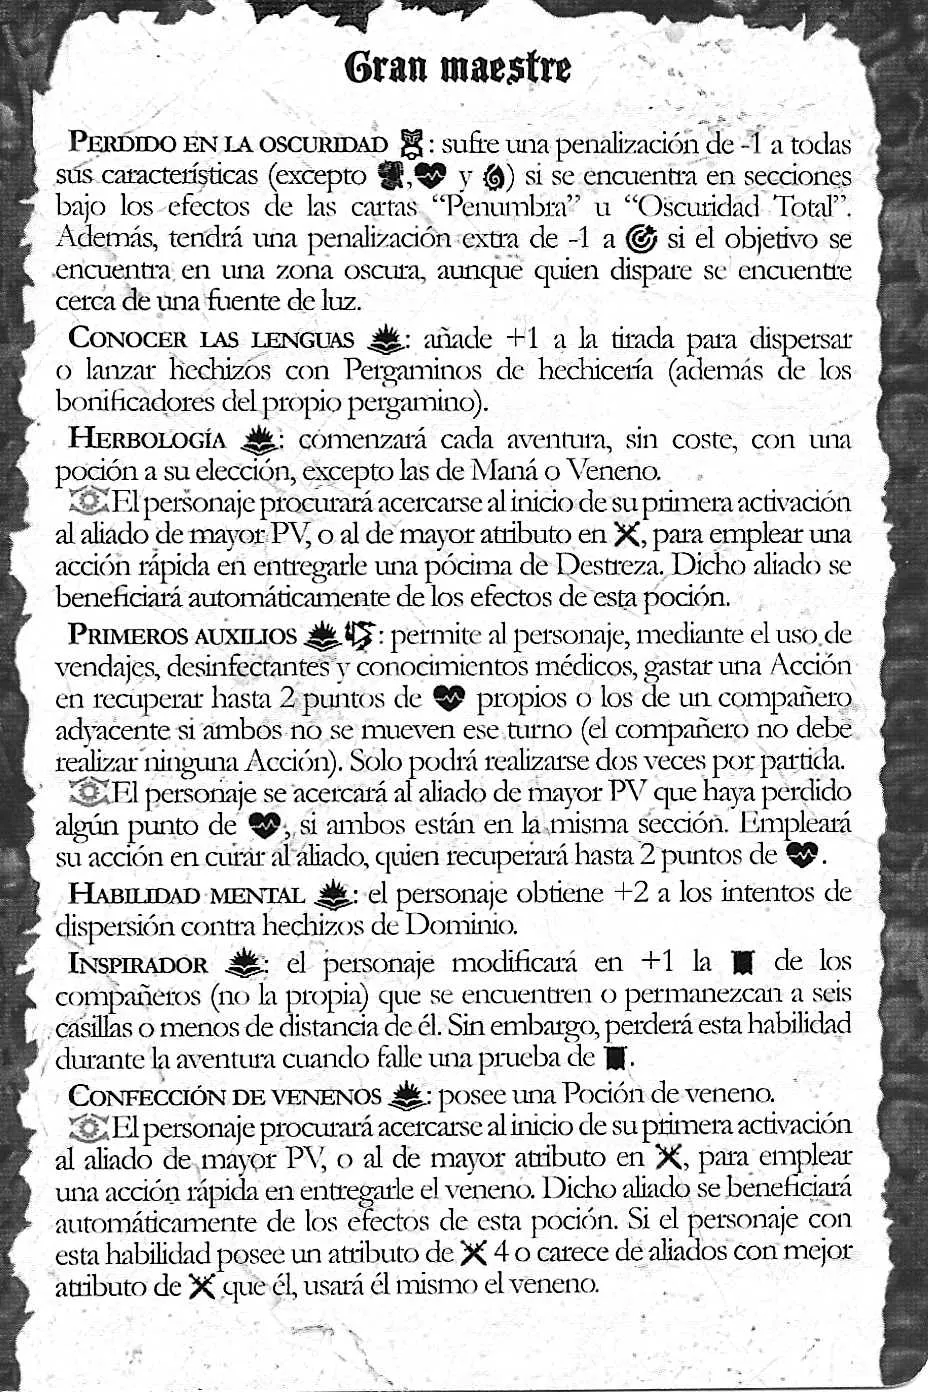 Gran maestre
PERDIDO EN LA OSCURIDAD : sufre una penalización de -1 a todas
sus características (excepto , y ) si se encuentra en secciones
bajo los efectos de las cartas “Penumbra” u “Oscuridad Total”.
Además, tendrá una penalización extra de -1 a si el objetivo se
encuentra en una zona oscura, aunque quien dispare se encuentre
cerca de una fuente de luz.
CONOCER LAS LENGUAS : añade +1 a la tirada para dispersar
o lanzar hechizos con Pergaminos de hechicería (además de los
bonificadores del propio pergamino).
HERBOLOGÍA : comenzará cada aventura, sin coste, con una
poción a su elección, excepto las de Maná o Veneno.
El personaje procurará acercarse al inicio de su primera activación
al aliado de mayor PV, o al de mayor atributo en , para emplear una
acción rápida en entregarle una pócima de Destreza. Dicho aliado se
beneficiará automáticamente de los efectos de esta poción.
PRIMEROS AUXILIOS : permite al personaje, mediante el uso de
vendajes, desinfectantes y conocimientos médicos, gastar una Acción
en recuperar hasta 2 puntos de propios o los de un compañero
adyacente si ambos no se mueven ese turno (el compañero no debe
realizar ninguna Acción). Solo podrá realizarse dos veces por partida.
El personaje se acercará al aliado de mayor PV que haya perdido
algún punto de , si ambos están en la misma sección. Empleará
su acción en curar al aliado, quien recuperará hasta 2 puntos de .
HABILIDAD MENTAL : el personaje obtiene +2 a los intentos de
dispersión contra hechizos de Dominio.
INSPIRADOR : el personaje modificará en +1 la de los
compañeros (no la propia) que se encuentren o permanezcan a seis
casillas o menos de distancia de él. Sin embargo, perderá esta habilidad
durante la aventura cuando falle una prueba de .
CONFECCIÓN DE VENENOS : posee una Poción de veneno.
El personaje procurará acercarse al inicio de su primera activación
al aliado de mayor PV, o al de mayor atributo en , para emplear
una acción rápida en entregarle el veneno. Dicho aliado se beneficiará
automáticamente de los efectos de esta poción. Si el personaje con
esta habilidad posee un atributo de 4 o carece de aliados con mejor
atributo de que él, usará él mismo el veneno.